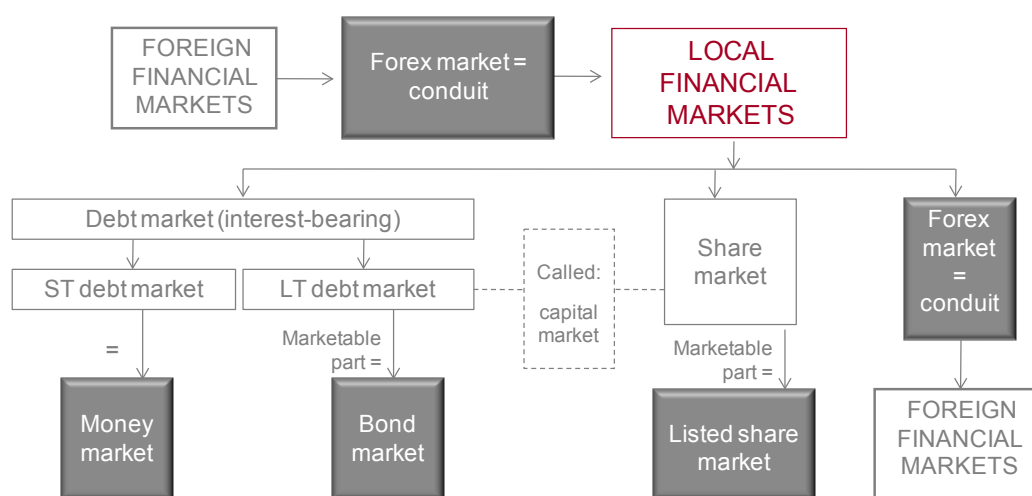 FOREIGN
FINANCIAL
MARKETS
Forex market =
conduit
LOCAL
FINANCIAL
MARKETS
Debt market (interest-bearing)
Share
market
Forex
market
=
conduit
ST debt market
LT debt market
Called:
capital
market
=
Marketable
part =
Marketable
part =
Money
market
Bond
market
Listed share
market
FOREIGN
FINANCIAL
MARKETS